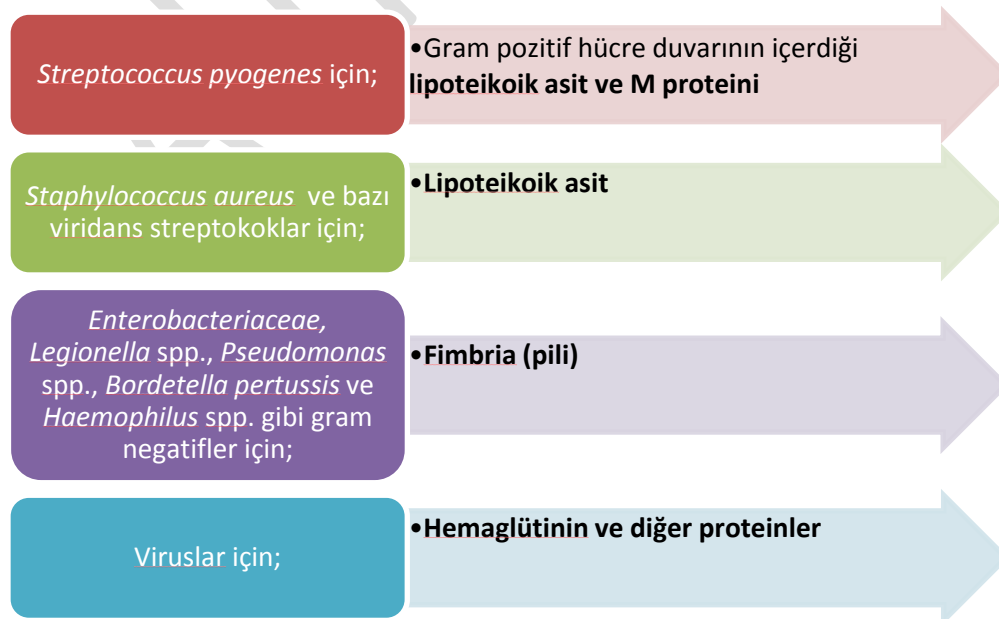 Streptococcus pyogenes için;
•Gram pozitif hücre duvarının içerdiği
lipoteikoik asit ve M proteini
Staphylococcus aureus ve bazı
viridans streptokoklar için;
•Lipoteikoik asit
Enterobacteriaceae,
Legionella spp., Pseudomonas
spp., Bordetella pertussis ve
Haemophilus spp. gibi gram
negatifler için;
•Fimbria (pili)
Viruslar için;
•Hemaglütinin ve diğer proteinler